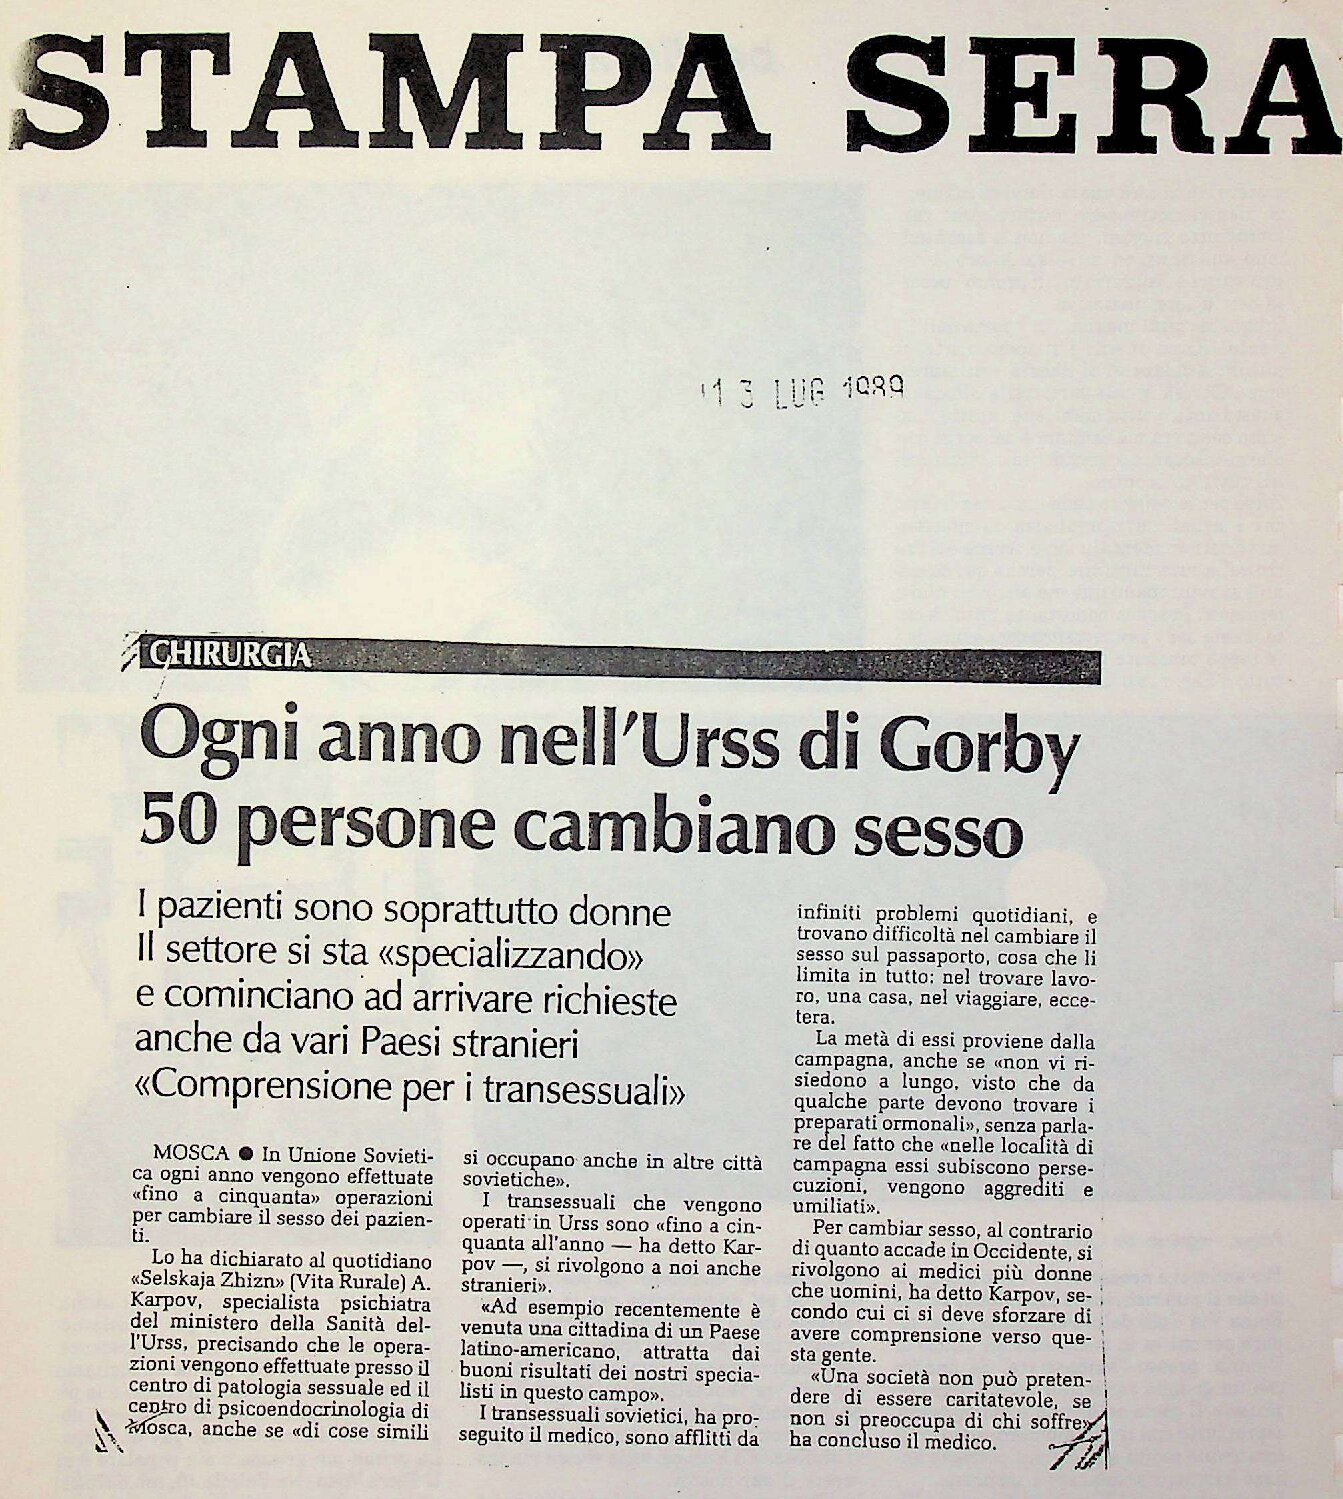 STAMPA SERA
13 LUG 1989
CHIRURGIA
Ogni anno nell'Urss di Gorby
50 persone cambiano sesso
I pazienti sono soprattutto donne
Il settore si sta «specializzando»
e cominciano ad arrivare richieste
anche da vari Paesi stranieri
«Comprensione per i transessuali»
MOSCA ● In Unione Sovieti-
ca ogni anno vengono effettuate
«fino a cinquanta» operazioni
per cambiare il sesso dei pazien-
ti.
Lo ha dichiarato al quotidiano
«Selskaja Zhizn» (Vita Rurale) A.
Karpov, specialista psichiatra
del ministero della Sanità del-
l'Urss, precisando che le opera-
zioni vengono effettuate presso il
centro di patologia sessuale ed il
centro di psicoendocrinologia di
Mosca, anche se «di cose simili
si occupano anche in altre città
sovietiche».
I transessuali che vengono
operati in Urss sono «fino a cin-
quanta all'anno — ha detto Kar-
pov —, si rivolgono a noi anche
stranieri».
«Ad esempio recentemente è
venuta una cittadina di un Paese
latino-americano, attratta dai
buoni risultati dei nostri specia-
listi in questo campo».
I transessuali sovietici, ha pro-
seguito il medico, sono afflitti da
infiniti problemi quotidiani, e
trovano difficoltà nel cambiare il
sesso sul passaporto, cosa che li
limita in tutto: nel trovare lavo-
ro, una casa, nel viaggiare, ecce-
tera.
La metà di essi proviene dalla
campagna, anche se «non vi ri-
siedono a lungo, visto che da
qualche parte devono trovare i
preparati ormonali», senza parla-
re del fatto che «nelle località di
campagna essi subiscono perse-
cuzioni, vengono aggrediti e
umiliati».
Per cambiar sesso, al contrario
di quanto accade in Occidente, si
rivolgono ai medici più donne
che uomini, ha detto Karpov, se-
condo cui ci si deve sforzare di
avere comprensione verso que-
sta gente.
«Una società non può preten-
dere di essere caritatevole, se
non si preoccupa di chi soffre»
ha concluso il medico.